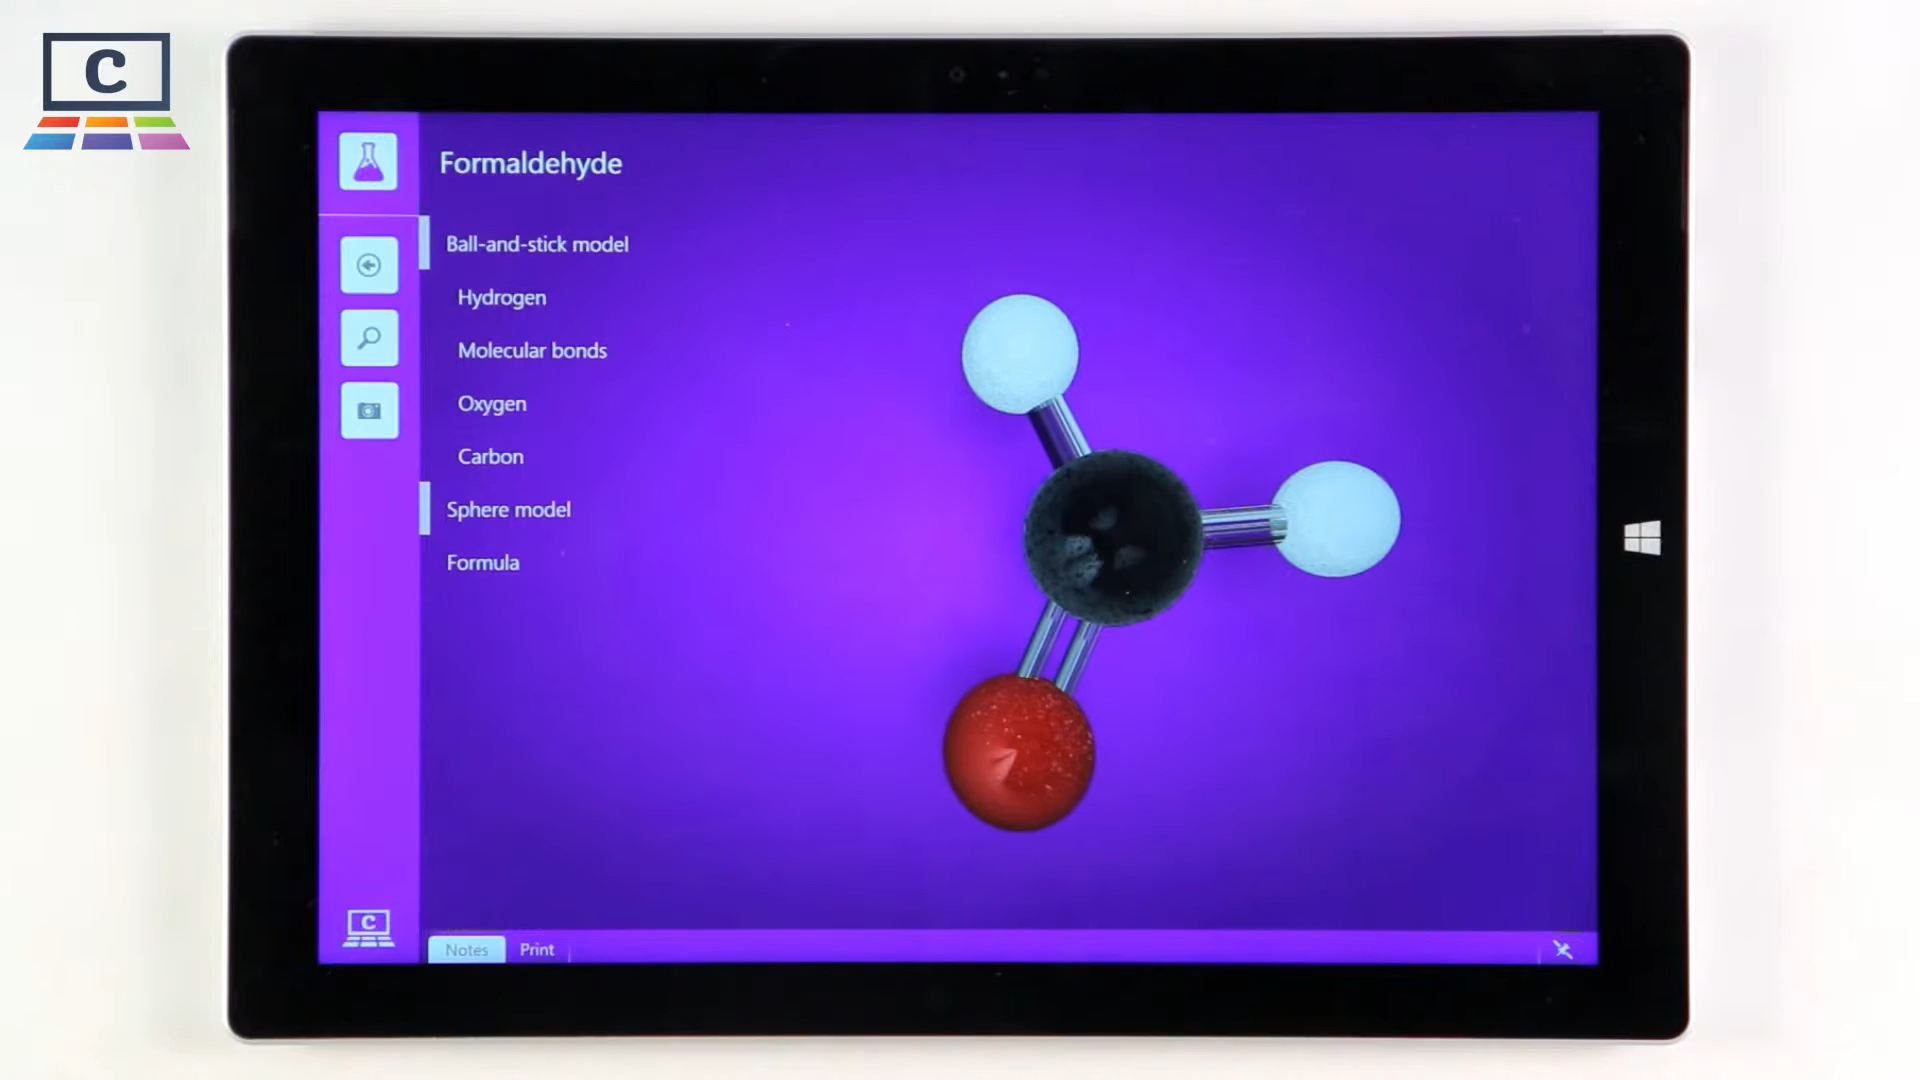 C
Formaldehyde
Ball-and-stick model
Hydrogen
Molecular bonds
Oxygen
Carbon
Sphere model
Formula
C
Notes
Print